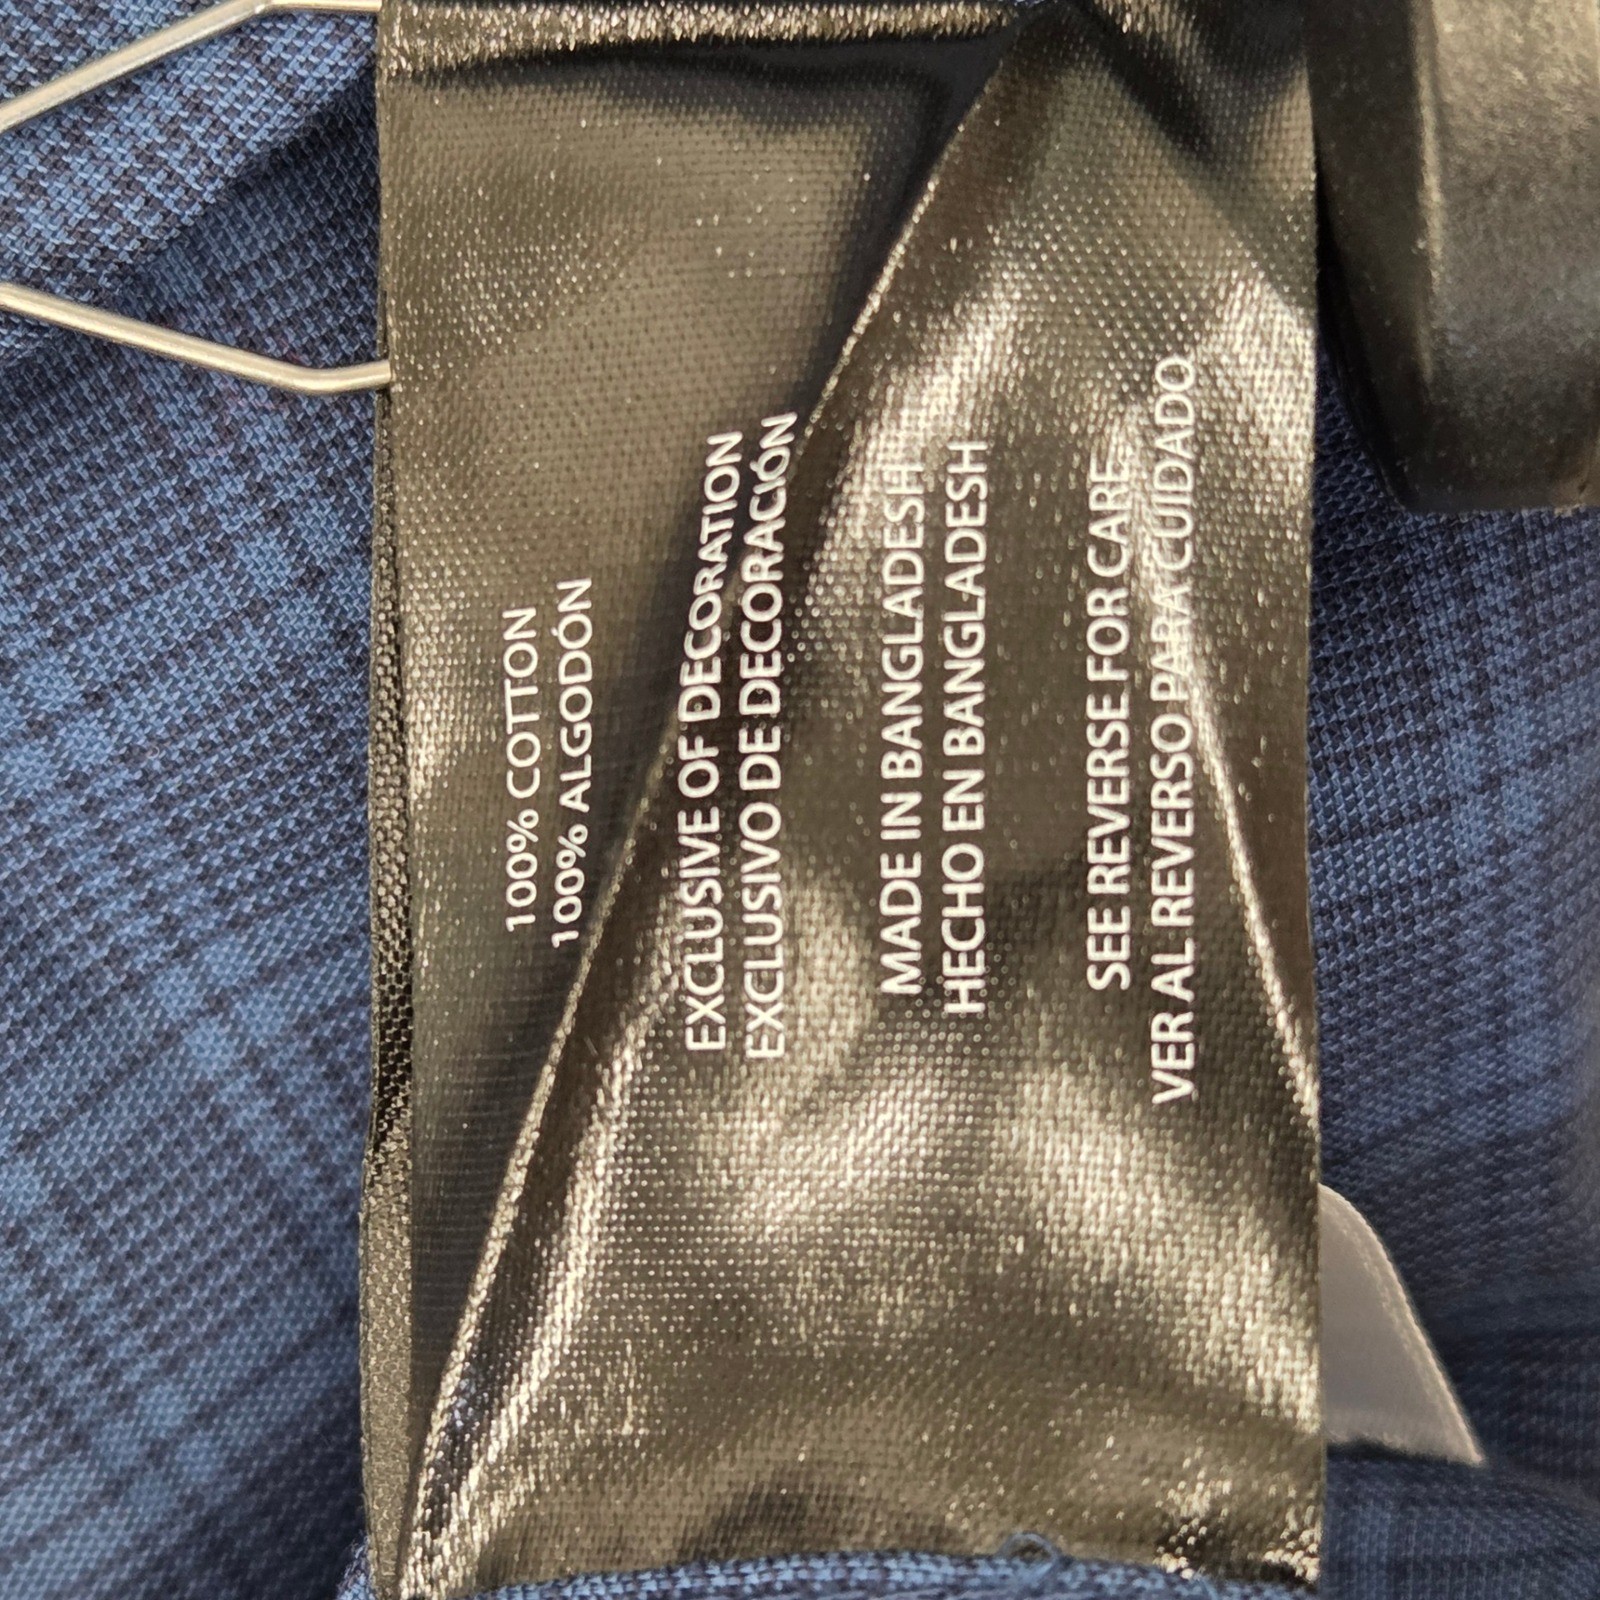 100% COTTON
100% ALGODÓN
EXCLUSIVE OF DECORATION
EXCLUSIVO DE DECORACIÓN
MADE IN BANGLADESH
HECHO EN BANGLADESH
SEE REVERSE FOR CARE
VER AL REVERSO PARA CUIDADO